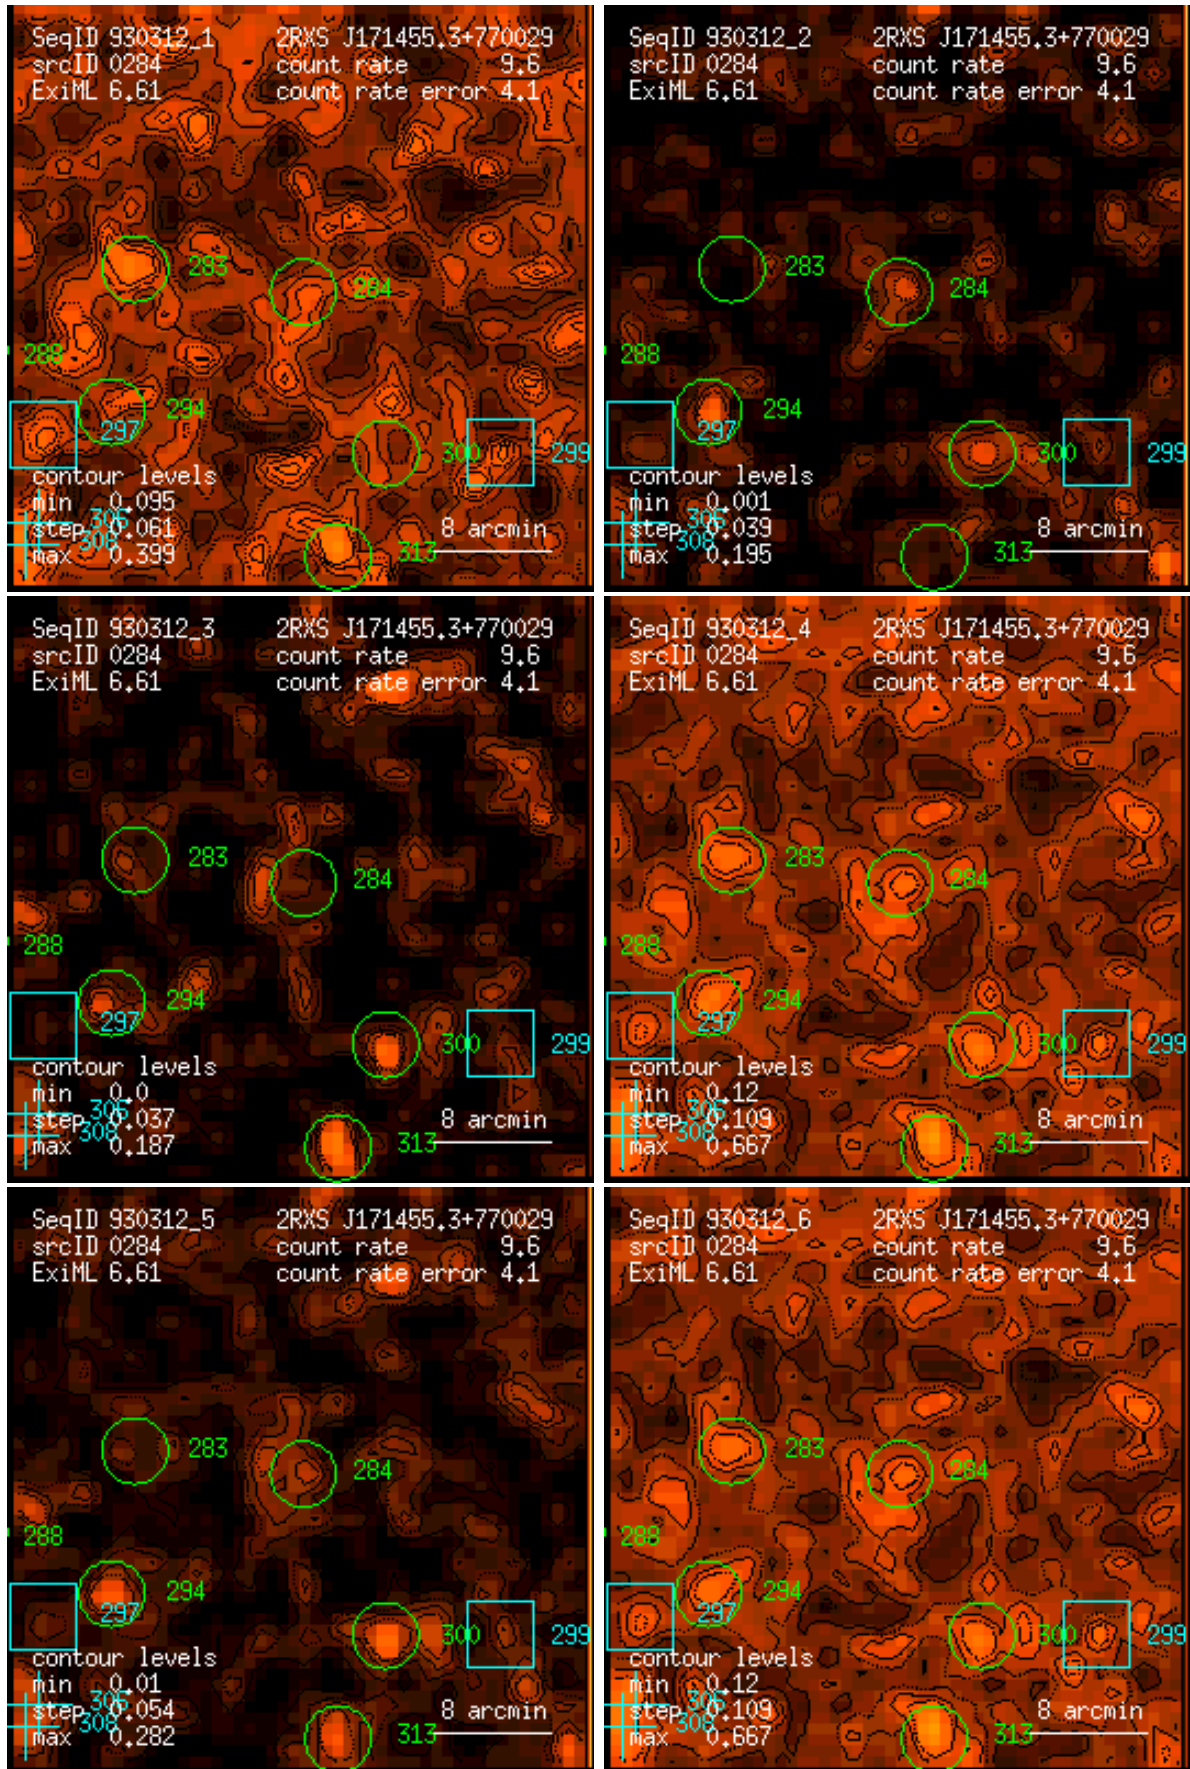 SeqID 930312_1 2RXS J171455.3+770029
srcID 0284 count rate 9.6
ExiML 6.61 count rate error 4.1
283
284
288
294
297
300
299
contour levels
min 0.095
306
step 0.061 8 arcmin
308
max 0.399 313
SeqID 930312_2 2RXS J171455.3+770029
srcID 0284 count rate 9.6
ExiML 6.61 count rate error 4.1
283
284
288
294
297
300
299
contour levels
min 0.001
306
step 0.039 8 arcmin
308
max 0.195 313
SeqID 930312_3 2RXS J171455.3+770029
srcID 0284 count rate 9.6
ExiML 6.61 count rate error 4.1
283
284
288
294
297
300
299
contour levels
min 0.0
306
step 0.037 8 arcmin
308
max 0.187 313
SeqID 930312_4 2RXS J171455.3+770029
srcID 0284 count rate 9.6
ExiML 6.61 count rate error 4.1
283
284
288
294
297
300
299
contour levels
min 0.12
306
step 0.109 8 arcmin
308
max 0.667 313
SeqID 930312_5 2RXS J171455.3+770029
srcID 0284 count rate 9.6
ExiML 6.61 count rate error 4.1
283
284
288
294
297
300
299
contour levels
min 0.01
306
step 0.054 8 arcmin
308
max 0.282 313
SeqID 930312_6 2RXS J171455.3+770029
srcID 0284 count rate 9.6
ExiML 6.61 count rate error 4.1
283
284
288
294
297
300
299
contour levels
min 0.12
306
step 0.109 8 arcmin
308
max 0.667 313